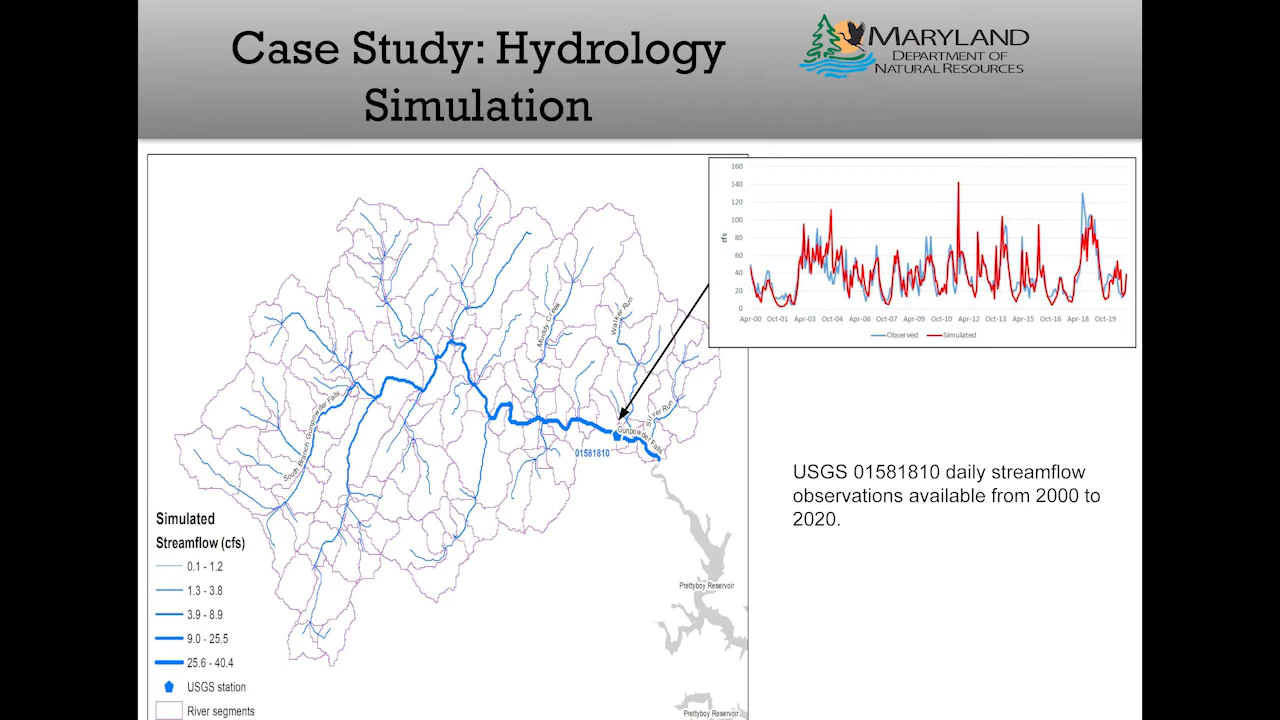 Case Study: Hydrology
Simulation
MARYLAND
DEPARTMENT OF
NATURAL RESOURCES
160
140
120
100
80
60
40
20
0
cfs
Apr-00 Oct-01 Apr-03 Oct-04 Apr-06 Oct-07 Apr-09 Oct-10 Apr-12 Oct-13 Apr-15 Oct-16 Apr-18 Oct-19
Observed Simulated
Muddy Creek
Walker Run
South Branch Gunpowder Falls
Silver Run
Gunpowder Falls
01581810
USGS 01581810 daily streamflow
observations available from 2000 to
2020.
Simulated
Streamflow (cfs)
0.1 - 1.2
1.3 - 3.8
3.9 - 8.9
9.0 - 25.5
25.6 - 40.4
USGS station
River segments
Prettyboy Reservoir
Prettyboy Reservoir